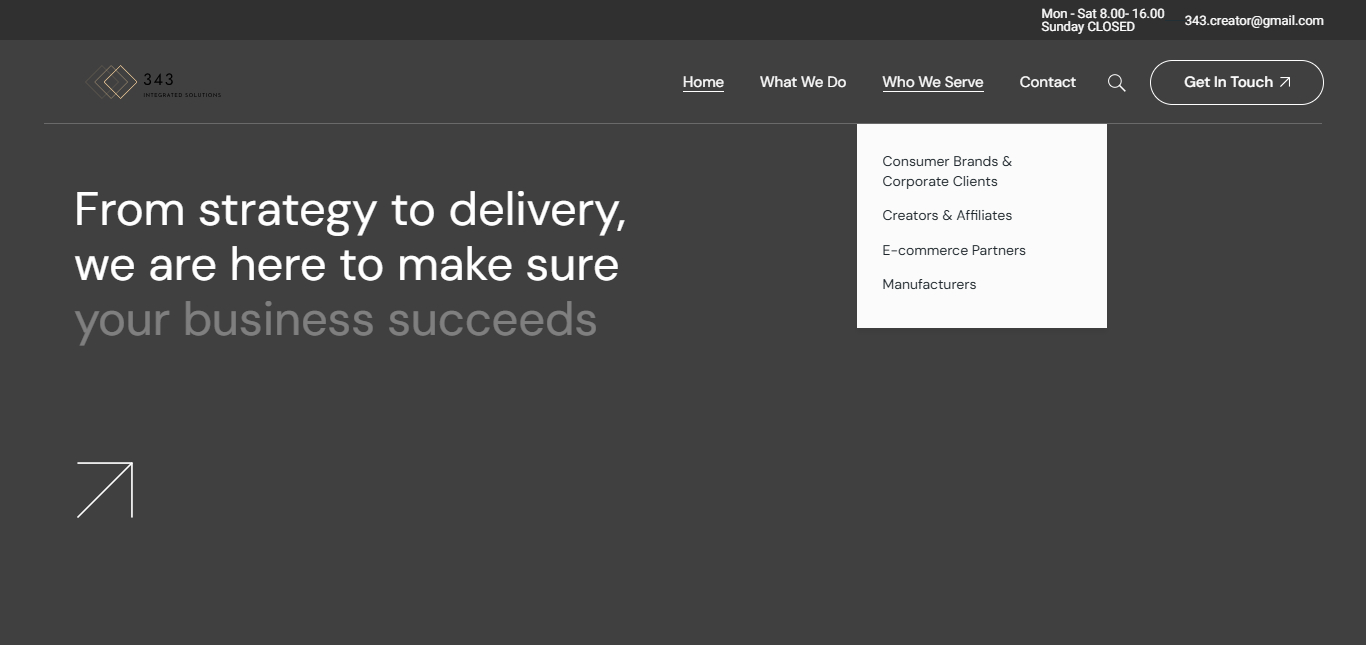 Mon - Sat 8.00- 16.00
Sunday CLOSED
343.creator@gmail.com
343
INTEGRATED SOLUTIONS
Home
What We Do
Who We Serve
Contact
Get In Touch
Consumer Brands &
Corporate Clients
Creators & Affiliates
E-commerce Partners
Manufacturers
From strategy to delivery,
we are here to make sure
your business succeeds